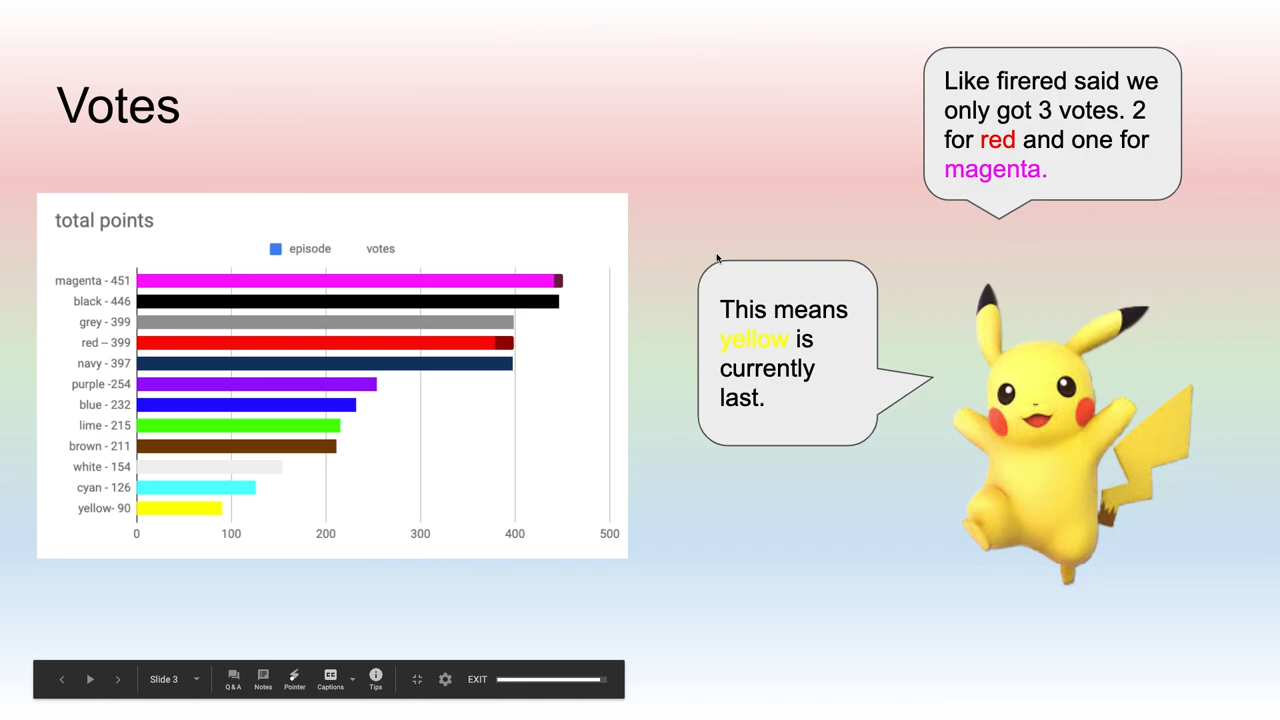 Votes
Like firered said we
only got 3 votes. 2
for red and one for
magenta.
This means
yellow is
currently
last.
total points
episode votes
magenta - 451
black - 446
grey - 399
red -- 399
navy - 397
purple -254
blue - 232
lime - 215
brown - 211
white - 154
cyan - 126
yellow- 90
0 100 200 300 400 500
Slide 3 Q&A Notes Pointer CC Captions Tips EXIT